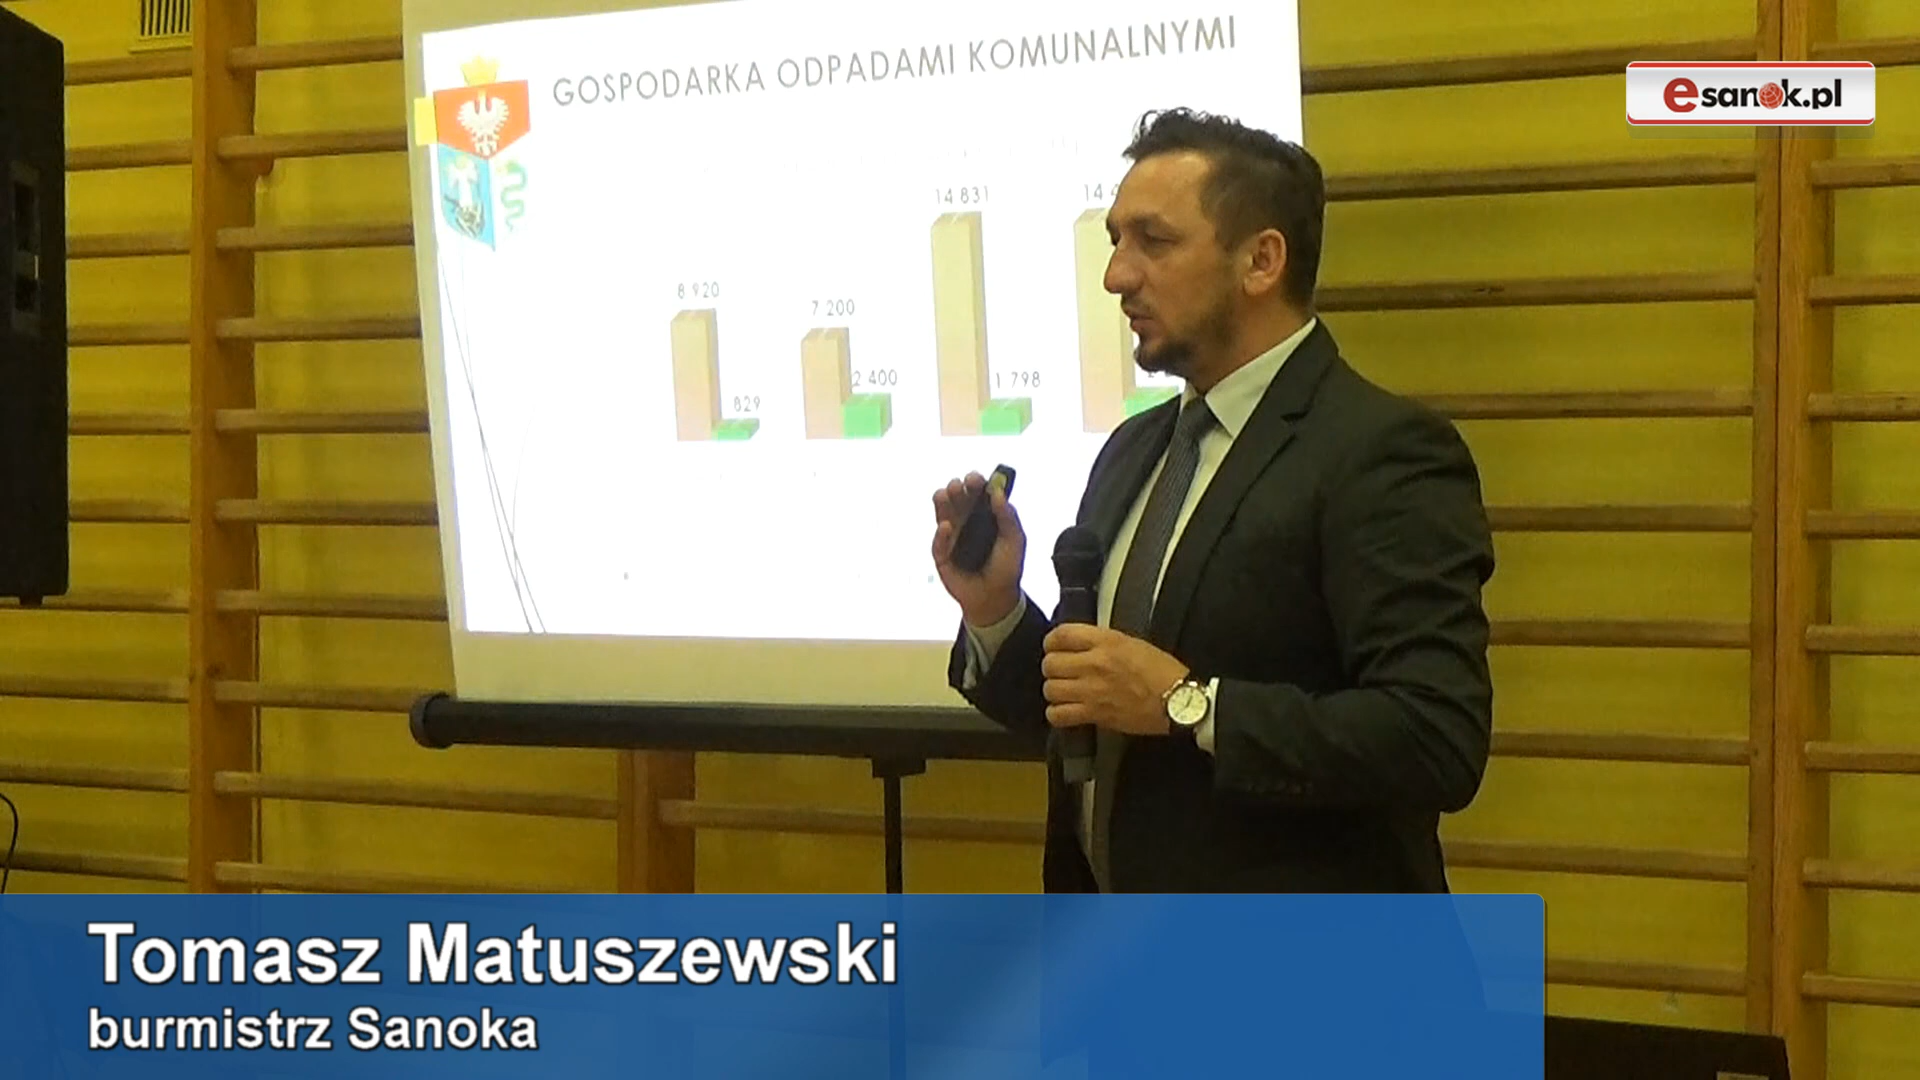 GOSPODARKA ODPADAMI KOMUNALNYMI
esanok.pl
14 831
8 920
7 200
2 400
1 798
829
Tomasz Matuszewski
burmistrz Sanoka